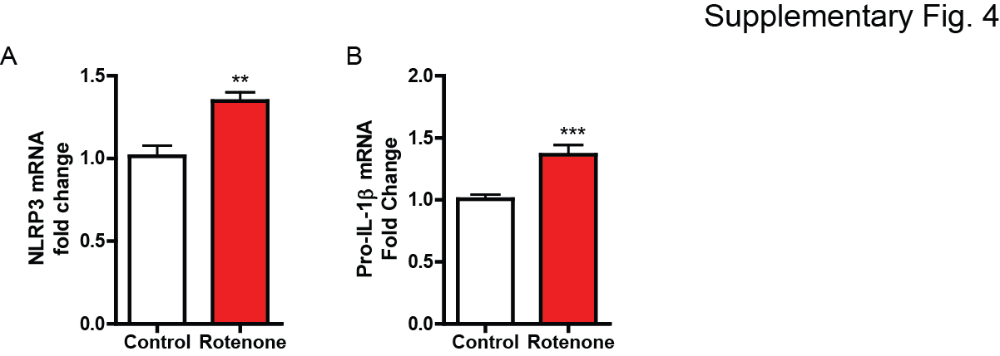 Supplementary Fig. 4
A
NLRP3 mRNA
fold change
1.5
1.0
0.5
0.0
**
Control Rotenone
B
Pro-IL-1β mRNA
Fold Change
2.0
1.5
1.0
0.5
0.0
***
Control Rotenone